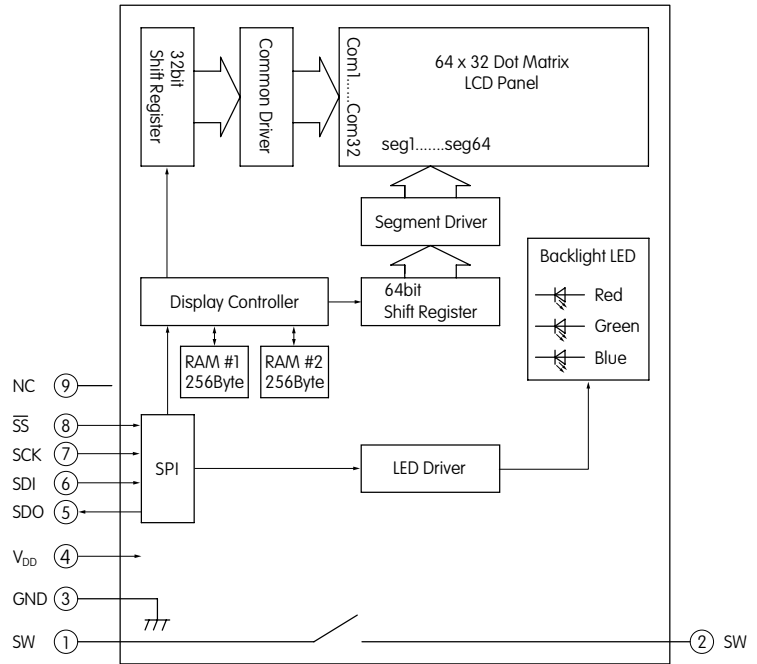 32bit
Shift Register
Common Driver
Com1......Com32
64 x 32 Dot Matrix
LCD Panel
seg1.......seg64
Segment Driver
Backlight LED
Red
Green
Blue
Display Controller
64bit
Shift Register
RAM #1
256Byte
RAM #2
256Byte
NC 9
S̅S̅ 8
SCK 7
SDI 6
SDO 5
SPI
LED Driver
VDD 4
GND 3
SW 1
2 SW